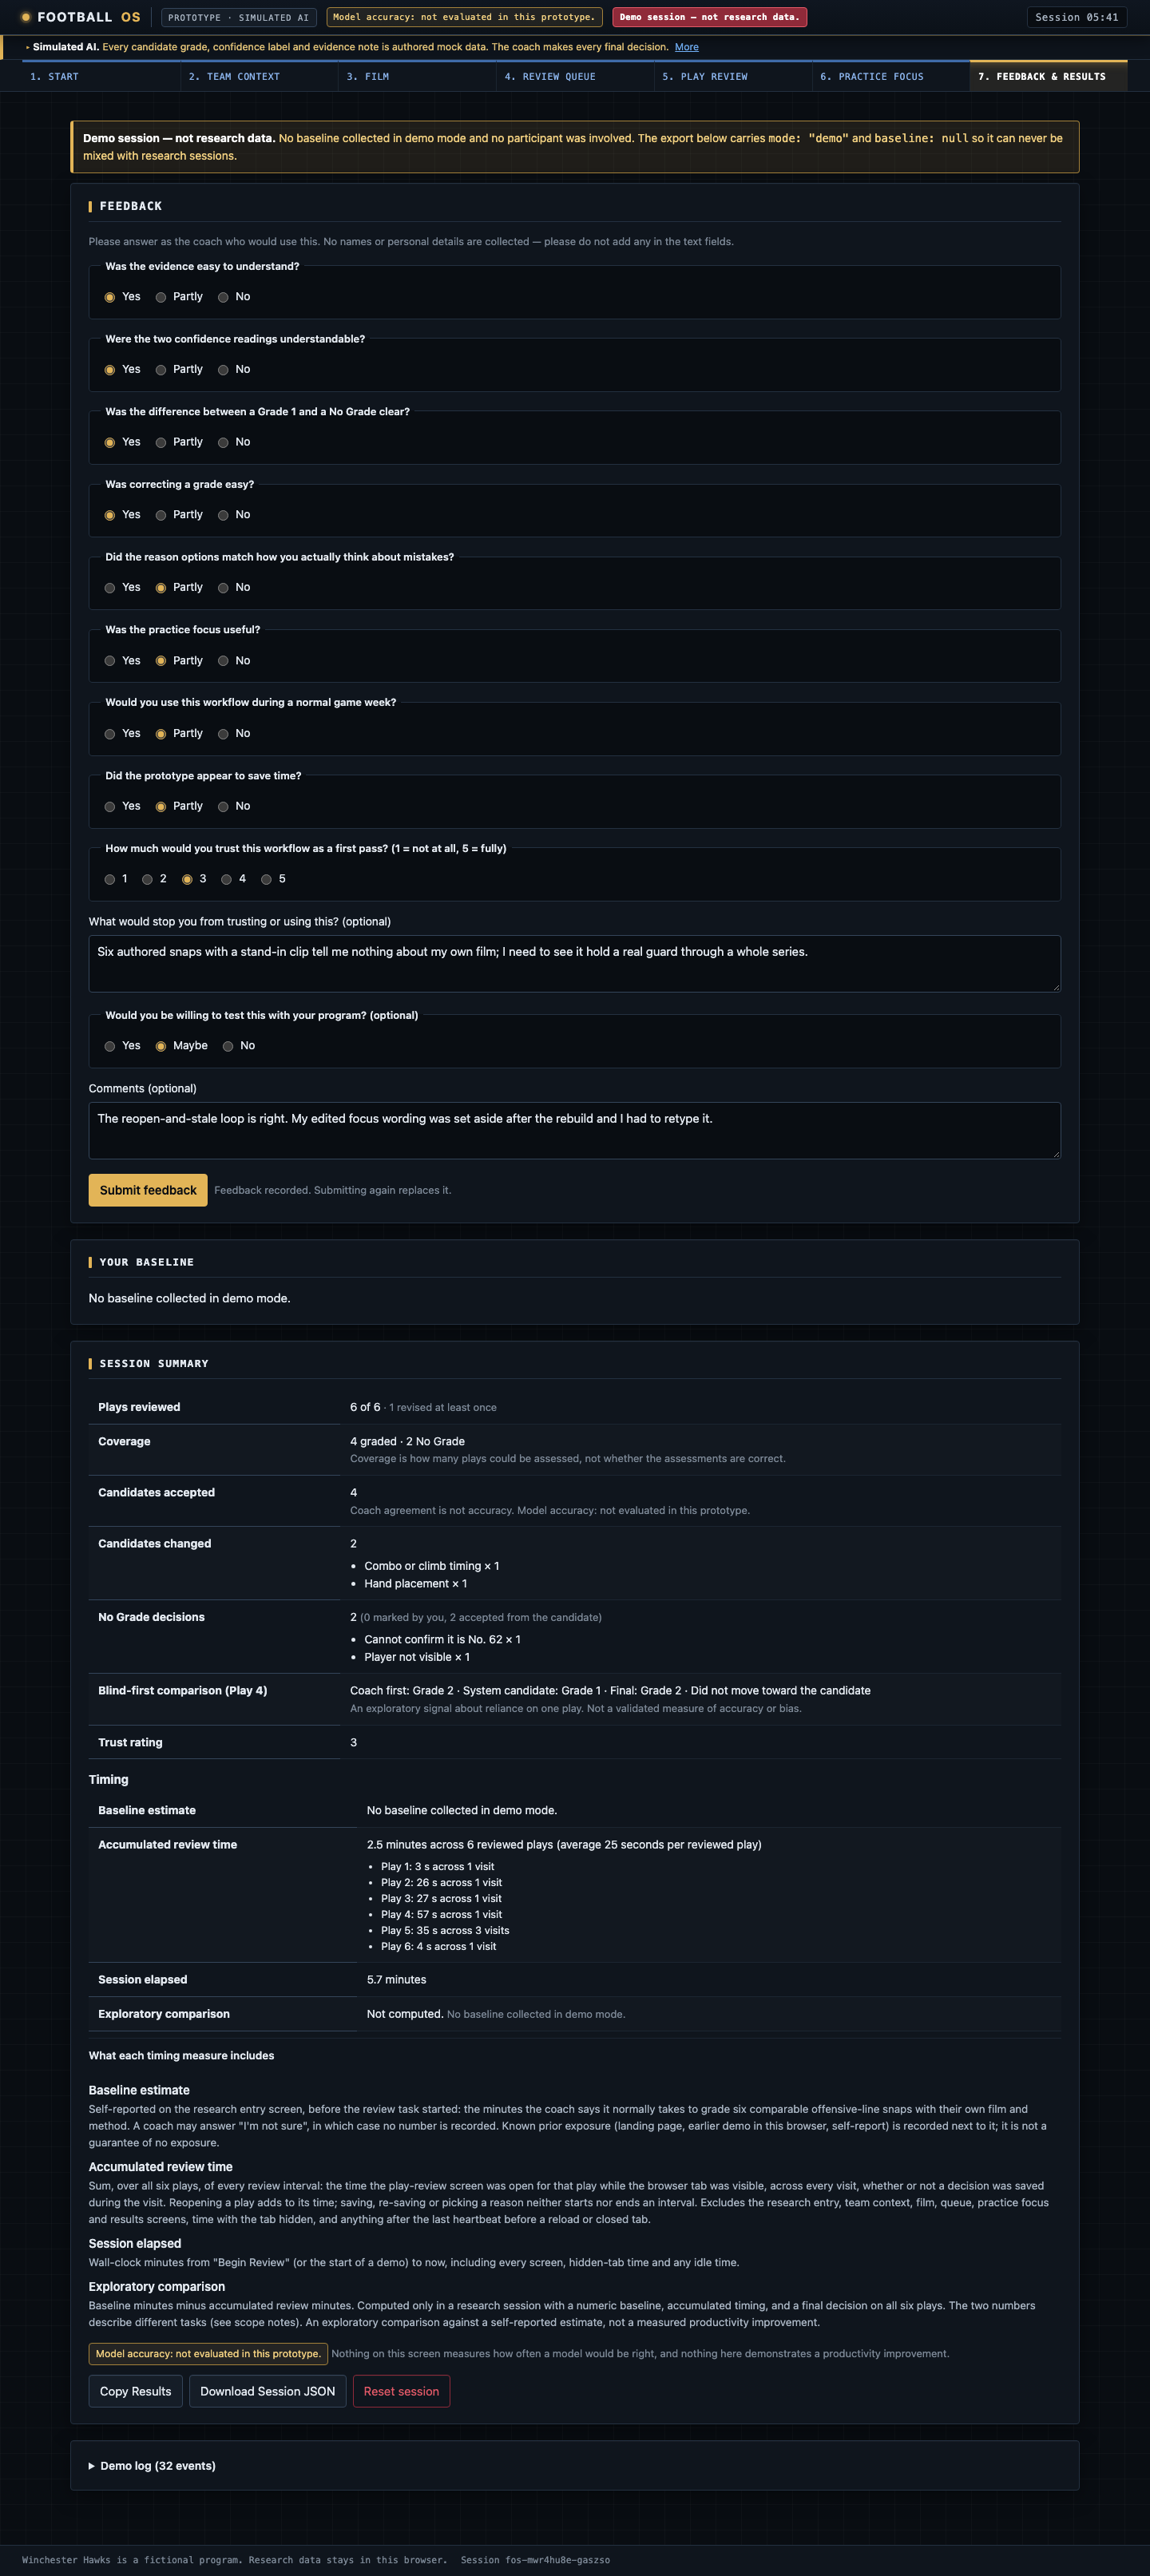 FOOTBALL OS
PROTOTYPE · SIMULATED AI
Model accuracy: not evaluated in this prototype.
Demo session — not research data.
Session 05:41
Simulated AI. Every candidate grade, confidence label and evidence note is authored mock data. The coach makes every final decision. More
1. START
2. TEAM CONTEXT
3. FILM
4. REVIEW QUEUE
5. PLAY REVIEW
6. PRACTICE FOCUS
7. FEEDBACK & RESULTS
Demo session — not research data. No baseline collected in demo mode and no participant was involved. The export below carries mode: "demo" and baseline: null so it can never be
mixed with research sessions.
FEEDBACK
Please answer as the coach who would use this. No names or personal details are collected — please do not add any in the text fields.
Was the evidence easy to understand?
Yes Partly No
Were the two confidence readings understandable?
Yes Partly No
Was the difference between a Grade 1 and a No Grade clear?
Yes Partly No
Was correcting a grade easy?
Yes Partly No
Did the reason options match how you actually think about mistakes?
Yes Partly No
Was the practice focus useful?
Yes Partly No
Would you use this workflow during a normal game week?
Yes Partly No
Did the prototype appear to save time?
Yes Partly No
How much would you trust this workflow as a first pass? (1 = not at all, 5 = fully)
1 2 3 4 5
What would stop you from trusting or using this? (optional)
Six authored snaps with a stand-in clip tell me nothing about my own film; I need to see it hold a real guard through a whole series.
Would you be willing to test this with your program? (optional)
Yes Maybe No
Comments (optional)
The reopen-and-stale loop is right. My edited focus wording was set aside after the rebuild and I had to retype it.
Submit feedback
Feedback recorded. Submitting again replaces it.
YOUR BASELINE
No baseline collected in demo mode.
SESSION SUMMARY
Plays reviewed
6 of 6 · 1 revised at least once
Coverage
4 graded · 2 No Grade
Coverage is how many plays could be assessed, not whether the assessments are correct.
Candidates accepted
4
Coach agreement is not accuracy. Model accuracy: not evaluated in this prototype.
Candidates changed
2
• Combo or climb timing × 1
• Hand placement × 1
No Grade decisions
2 (0 marked by you, 2 accepted from the candidate)
• Cannot confirm it is No. 62 × 1
• Player not visible × 1
Blind-first comparison (Play 4)
Coach first: Grade 2 · System candidate: Grade 1 · Final: Grade 2 · Did not move toward the candidate
An exploratory signal about reliance on one play. Not a validated measure of accuracy or bias.
Trust rating
3
Timing
Baseline estimate
No baseline collected in demo mode.
Accumulated review time
2.5 minutes across 6 reviewed plays (average 25 seconds per reviewed play)
• Play 1: 3 s across 1 visit
• Play 2: 26 s across 1 visit
• Play 3: 27 s across 1 visit
• Play 4: 57 s across 1 visit
• Play 5: 35 s across 3 visits
• Play 6: 4 s across 1 visit
Session elapsed
5.7 minutes
Exploratory comparison
Not computed. No baseline collected in demo mode.
What each timing measure includes
Baseline estimate
Self-reported on the research entry screen, before the review task started: the minutes the coach says it normally takes to grade six comparable offensive-line snaps with their own film and
method. A coach may answer "I'm not sure", in which case no number is recorded. Known prior exposure (landing page, earlier demo in this browser, self-report) is recorded next to it; it is not a
guarantee of no exposure.
Accumulated review time
Sum, over all six plays, of every review interval: the time the play-review screen was open for that play while the browser tab was visible, across every visit, whether or not a decision was saved
during the visit. Reopening a play adds to its time; saving, re-saving or picking a reason neither starts nor ends an interval. Excludes the research entry, team context, film, queue, practice focus
and results screens, time with the tab hidden, and anything after the last heartbeat before a reload or closed tab.
Session elapsed
Wall-clock minutes from "Begin Review" (or the start of a demo) to now, including every screen, hidden-tab time and any idle time.
Exploratory comparison
Baseline minutes minus accumulated review minutes. Computed only in a research session with a numeric baseline, accumulated timing, and a final decision on all six plays. The two numbers
describe different tasks (see scope notes). An exploratory comparison against a self-reported estimate, not a measured productivity improvement.
Model accuracy: not evaluated in this prototype. Nothing on this screen measures how often a model would be right, and nothing here demonstrates a productivity improvement.
Copy Results
Download Session JSON
Reset session
Demo log (32 events)
Winchester Hawks is a fictional program. Research data stays in this browser. Session fos-mwr4hu8e-gaszso